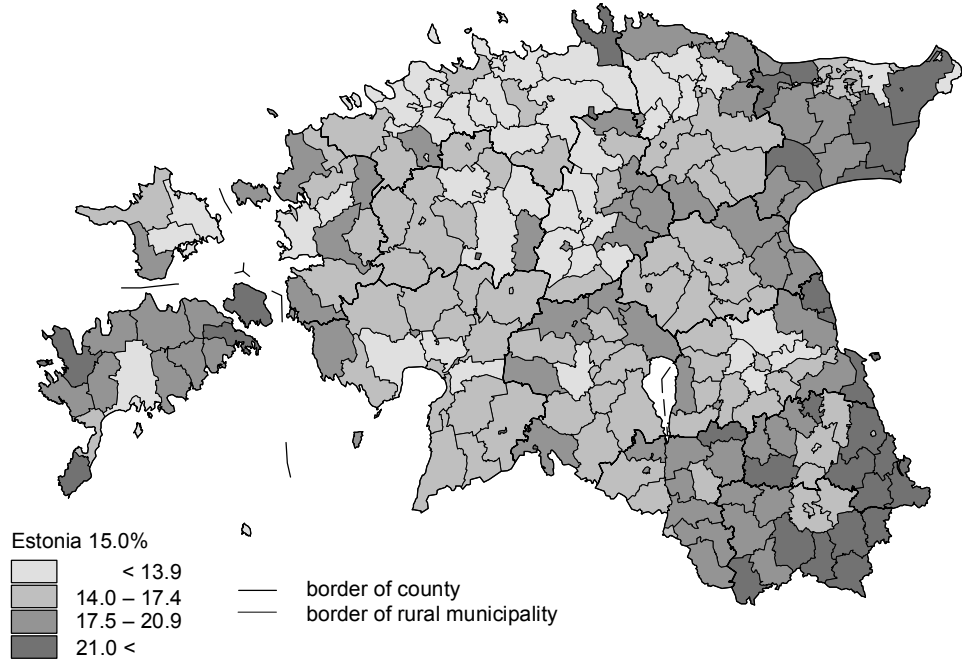 Estonia 15.0%
< 13.9
14.0 – 17.4
17.5 – 20.9
21.0 <
border of county
border of rural municipality